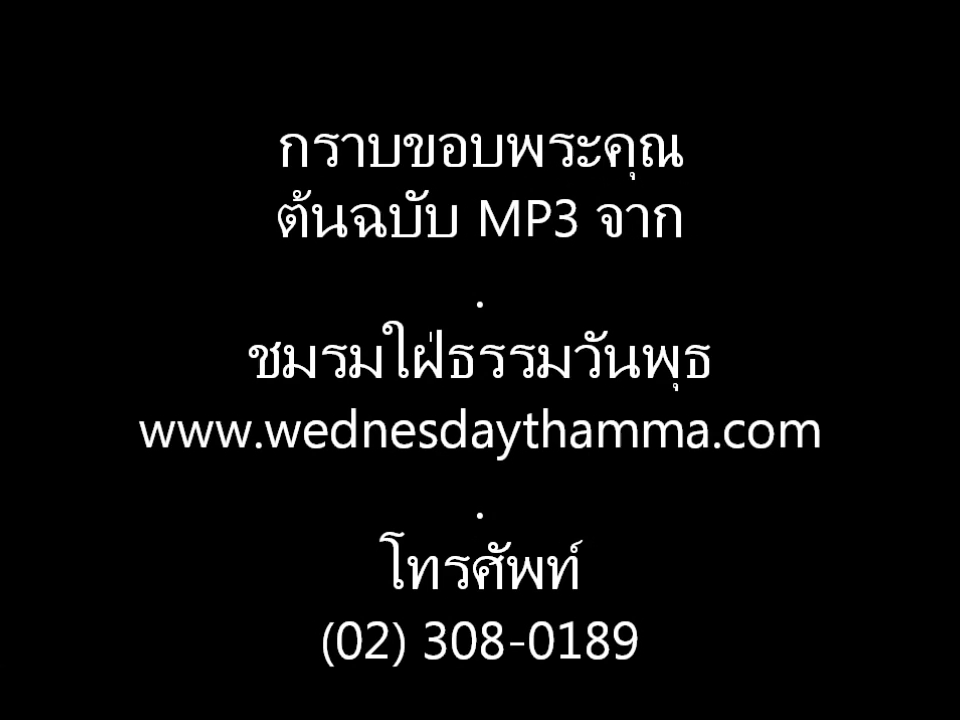 กราบขอบพระคุณ
ต้นฉบับ MP3 จาก
.
ชมรมใฝ่ธรรมวันพุธ
www.wednesdaythamma.com
.
โทรศัพท์
(02) 308-0189